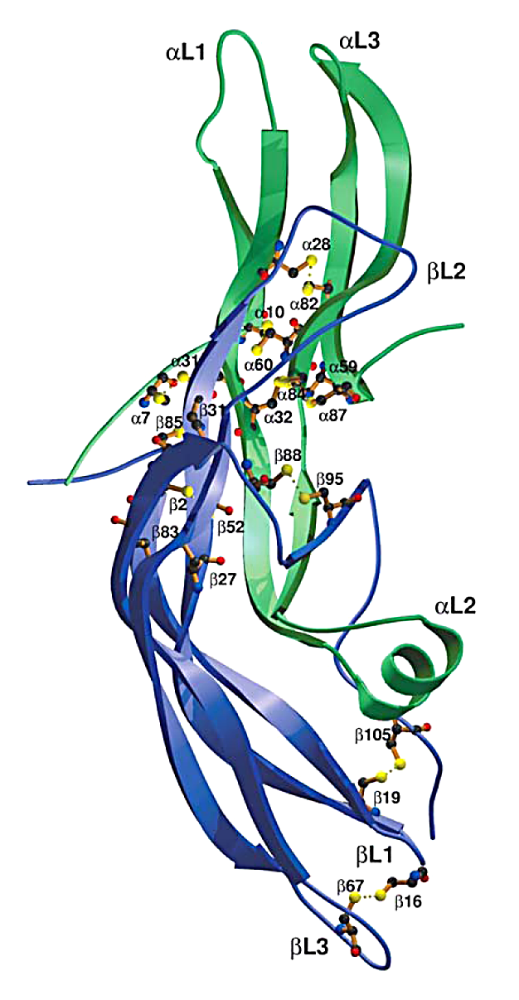 αL1
αL3
α28
βL2
α82
α10
α60
α31
α59
α84
α7
β31
α32
α87
β85
β88
β95
β2
β52
β83
β27
αL2
β105
β19
βL1
β67
β16
βL3